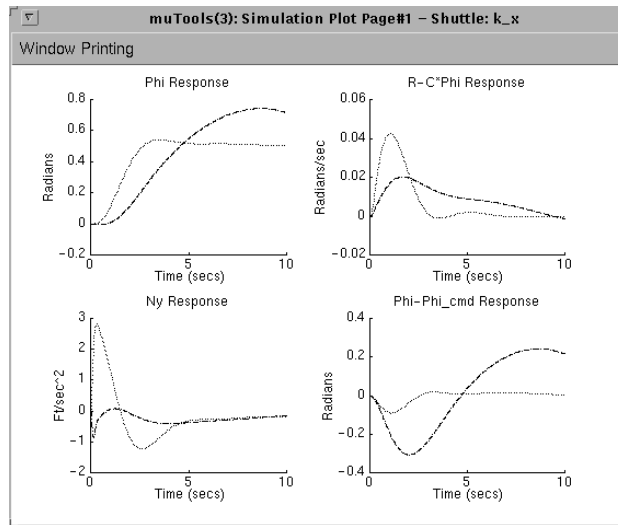 muTools(3): Simulation Plot Page#1 – Shuttle: k_x
Window Printing
Phi Response
0.8
0.6
0.4
0.2
0
−0.2
Radians
0
5
10
Time (secs)
R−C*Phi Response
0.06
0.04
0.02
0
−0.02
Radians/sec
0
5
10
Time (secs)
Ny Response
3
2
1
0
−1
−2
Ft/sec^2
0
5
10
Time (secs)
Phi−Phi_cmd Response
0.4
0.2
0
−0.2
−0.4
Radians
0
5
10
Time (secs)